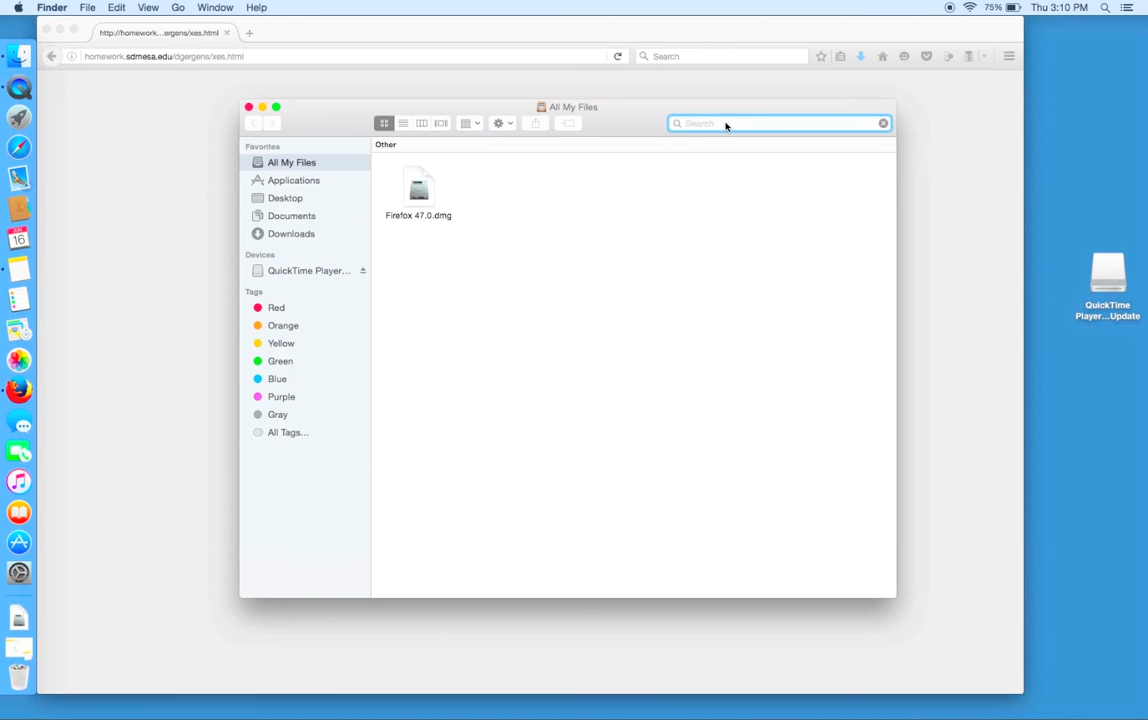 Finder File Edit View Go Window Help 75% Thu 3:10 PM
http://homework...ergens/xes.html
homework.sdmesa.edu/dgergens/xes.html Search
All My Files
Search
Favorites
Other
All My Files
Applications
Desktop
Documents
Downloads
Firefox 47.0.dmg
Devices
QuickTime Player...
Tags
Red
Orange
Yellow
Green
Blue
Purple
Gray
All Tags...
JUN
16
QuickTime
Player...Update